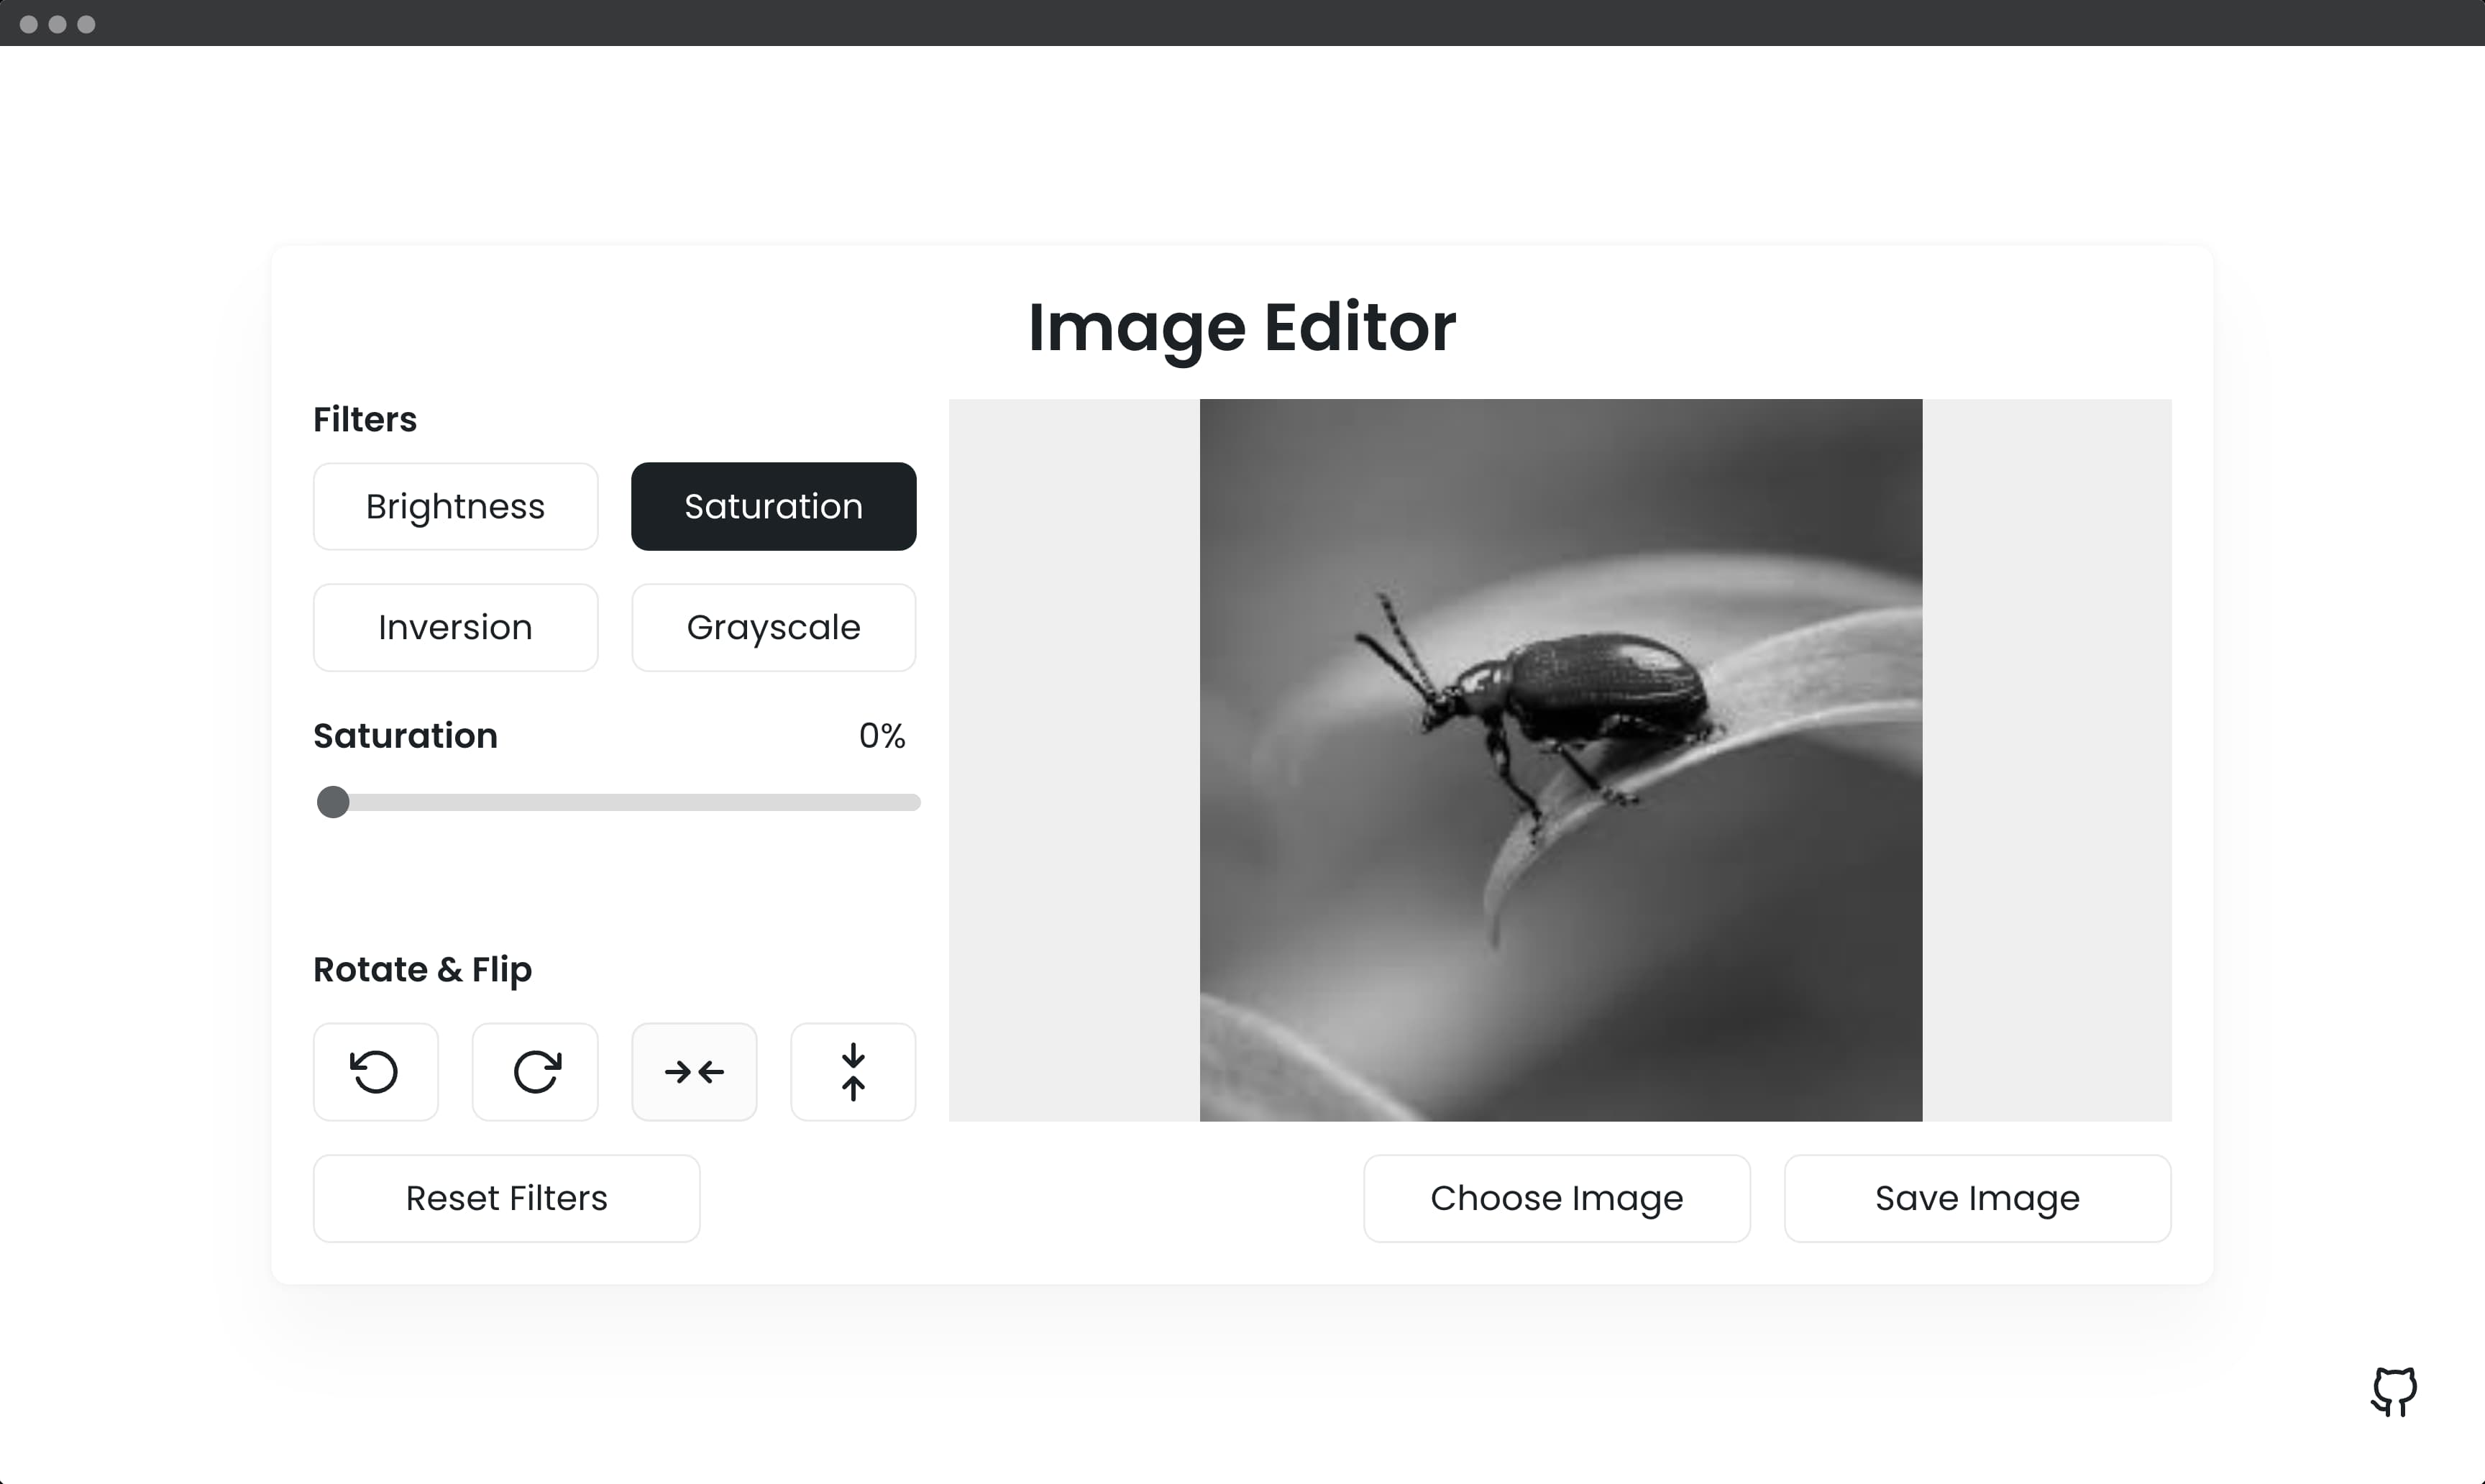 Image Editor
Filters
Brightness
Saturation
Inversion
Grayscale
Saturation 0%
Rotate & Flip
Reset Filters
Choose Image
Save Image